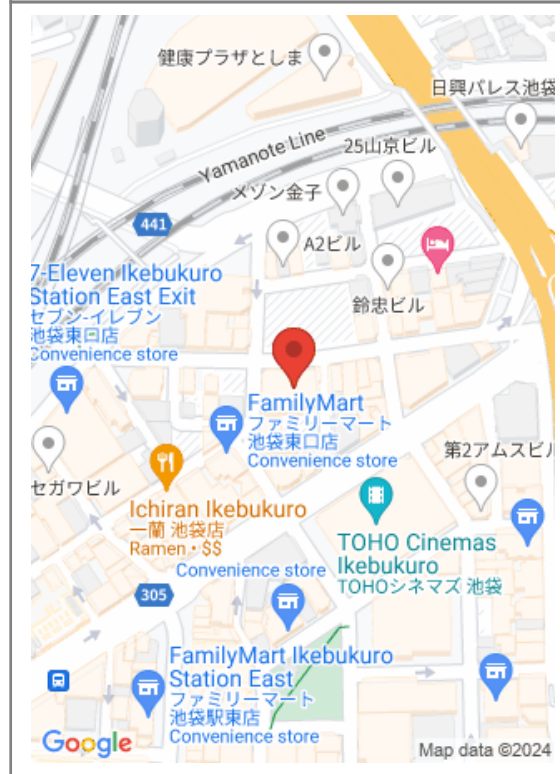 健康プラザとしま
日興パレス池袋
Yamanote Line
25山京ビル
メゾン金子
441
A2ビル
7-Eleven Ikebukuro
Station East Exit
セブン-イレブン
池袋東口店
Convenience store
鈴忠ビル
FamilyMart
ファミリーマート
池袋東口店
Convenience store
第2アムスビル
セガワビル
Ichiran Ikebukuro
一蘭 池袋店
Ramen・$$
TOHO Cinemas
Ikebukuro
TOHOシネマズ 池袋
Convenience store
305
FamilyMart Ikebukuro
Station East
ファミリーマート
池袋駅東店
Convenience store
Google
Map data ©2024